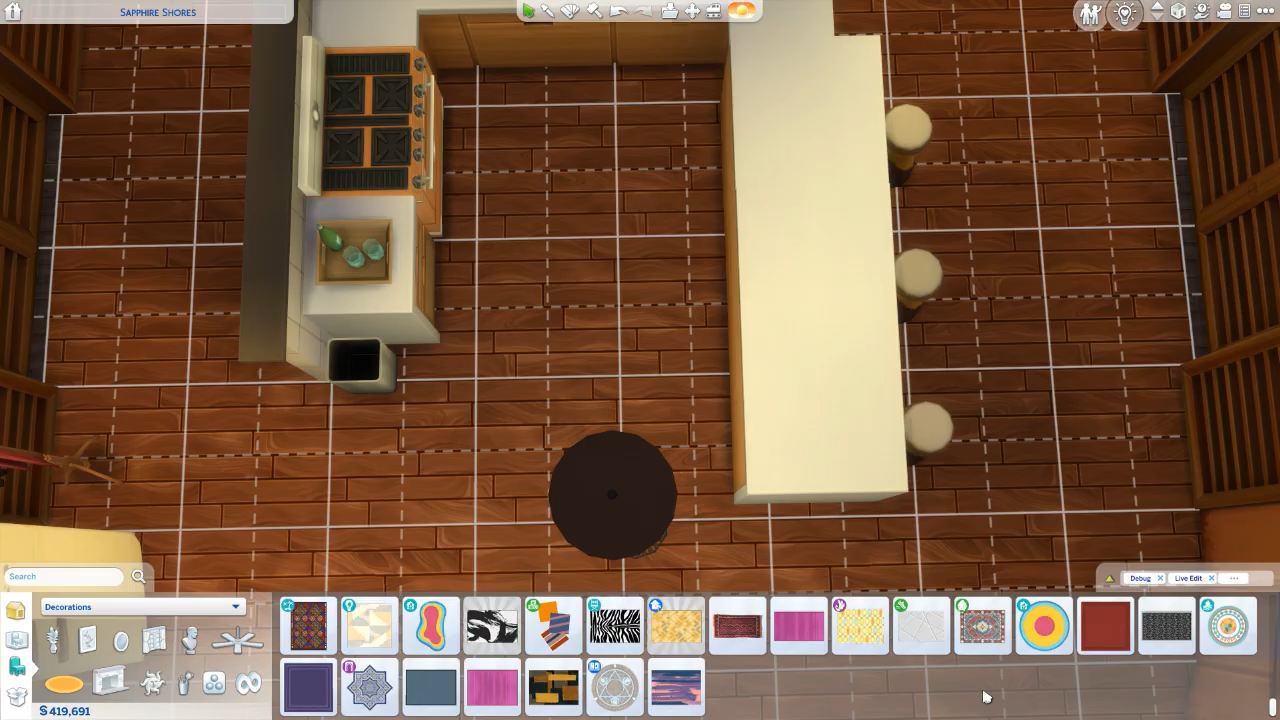 SAPPHIRE SHORES
Debug
Live Edit
Search
Decorations
§419,691